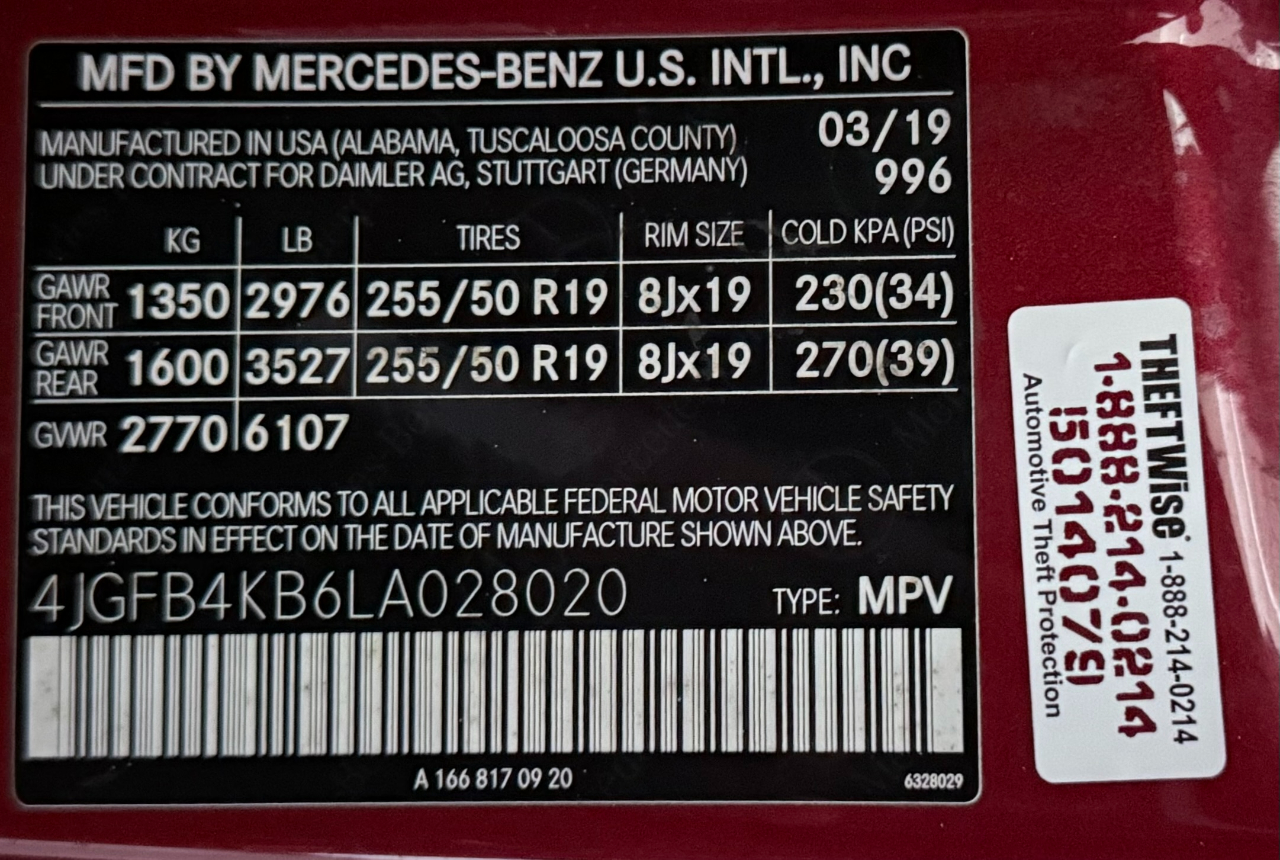 MFD BY MERCEDES-BENZ U.S. INTL., INC
MANUFACTURED IN USA (ALABAMA, TUSCALOOSA COUNTY) 03/19
UNDER CONTRACT FOR DAIMLER AG, STUTTGART (GERMANY) 996
KG LB TIRES RIM SIZE COLD KPA (PSI)
GAWR FRONT 1350 2976 255/50 R19 8Jx19 230(34)
GAWR REAR 1600 3527 255/50 R19 8Jx19 270(39)
GVWR 2770 6107
THIS VEHICLE CONFORMS TO ALL APPLICABLE FEDERAL MOTOR VEHICLE SAFETY
STANDARDS IN EFFECT ON THE DATE OF MANUFACTURE SHOWN ABOVE.
4JGFB4KB6LA028020 TYPE: MPV
A 166 817 09 20 6328029
THEFTWise 1-888-214-0214
1-888-214-0214
Automotive Theft Protection